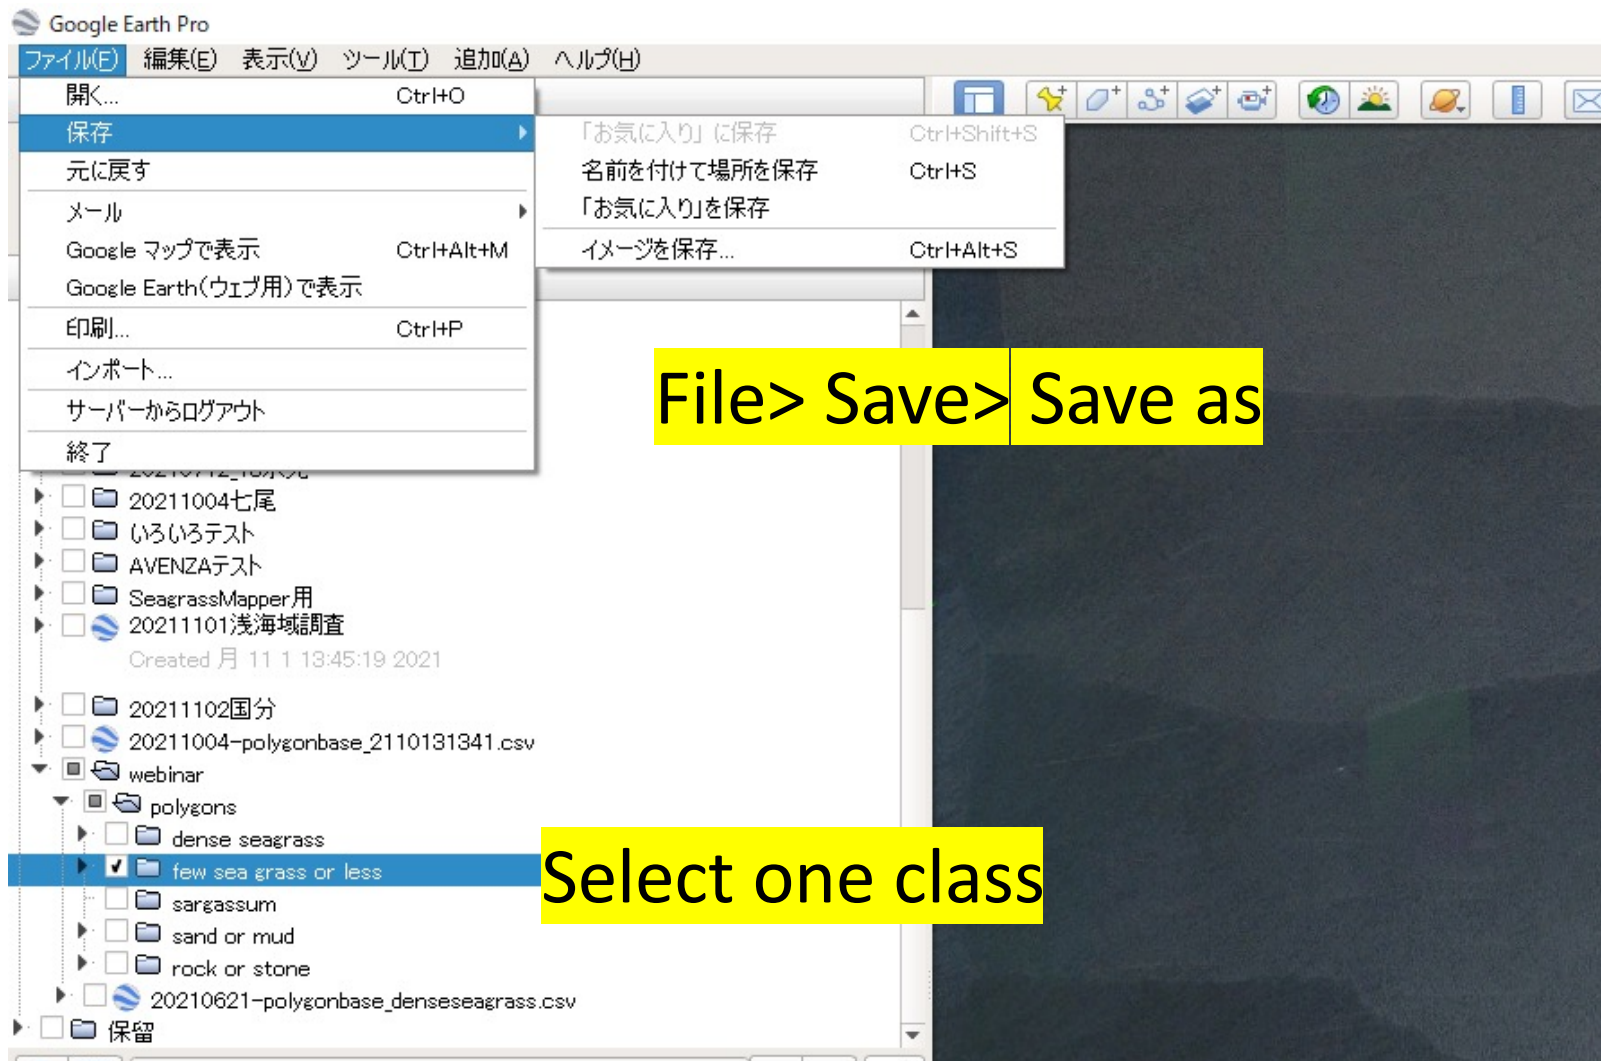 Google Earth Pro
ファイル(F) 編集(E) 表示(V) ツール(T) 追加(A) ヘルプ(H)
開く... Ctrl+O
保存
元に戻す
メール
Google マップで表示 Ctrl+Alt+M
Google Earth(ウェブ用)で表示
印刷... Ctrl+P
インポート...
サーバーからログアウト
終了
「お気に入り」に保存 Ctrl+Shift+S
名前を付けて場所を保存 Ctrl+S
「お気に入り」を保存
イメージを保存... Ctrl+Alt+S
File> Save> Save as
20211004七尾
いろいろテスト
AVENZAテスト
SeagrassMapper用
20211101浅海域調査
Created 月 11 1 13:45:19 2021
20211102国分
20211004-polygonbase_2110131341.csv
webinar
polygons
dense seagrass
few sea grass or less
Select one class
sargassum
sand or mud
rock or stone
20210621-polygonbase_denseseagrass.csv
保留